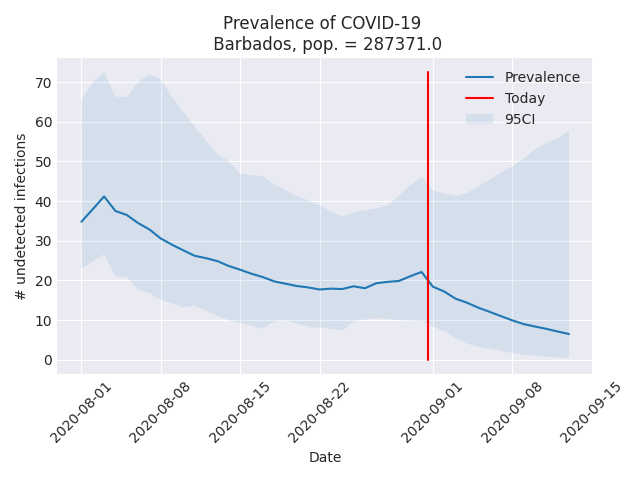 Prevalence of COVID-19
Barbados, pop. = 287371.0
Prevalence
Today
95CI
# undetected infections
70
60
50
40
30
20
10
0
2020-08-01
2020-08-08
2020-08-15
2020-08-22
2020-09-01
2020-09-08
2020-09-15
Date